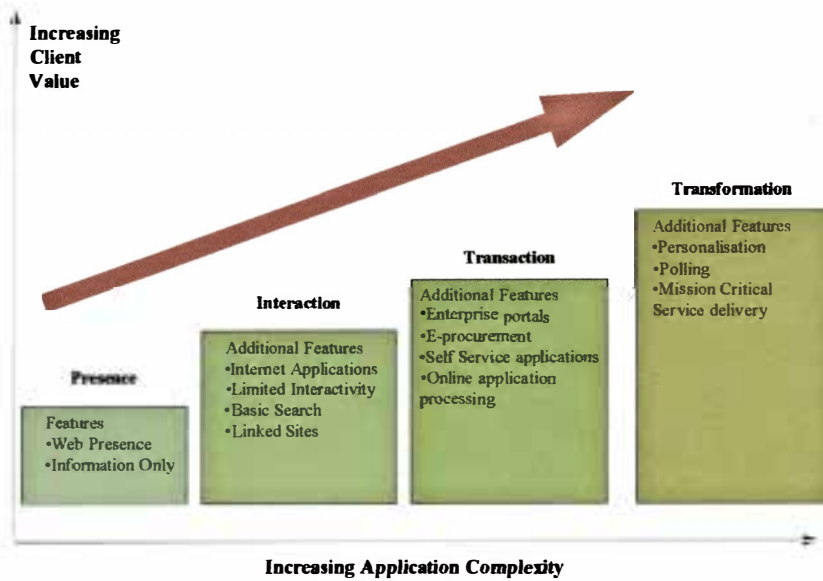 Increasing
Client
Value
Transformation
Additional Features
•Personalisation
•Polling
•Mission Critical
Service delivery
Transaction
Additional Features
•Enterprise portals
•E-procurement
•Self Service applications
•Online application
processing
Interaction
Additional Features
•Internet Applications
•Limited Interactivity
•Basic Search
•Linked Sites
Presence
Features
•Web Presence
•Information Only
Increasing Application Complexity